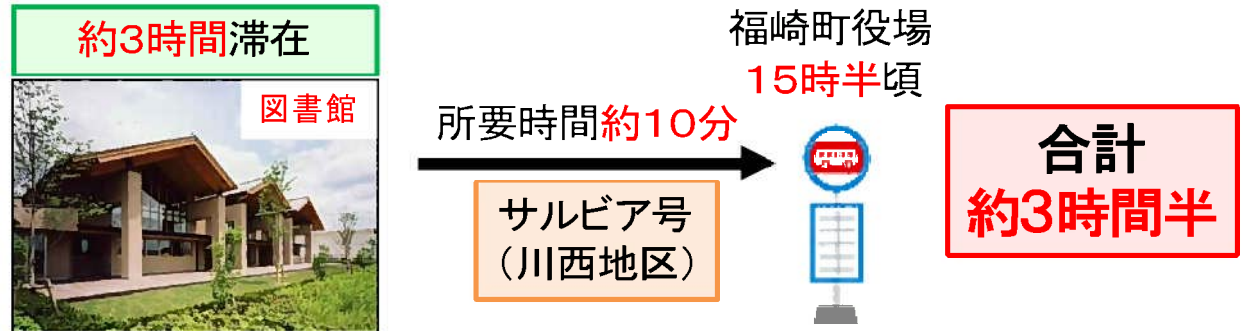 約3時間滞在
図書館
所要時間約10分
サルビア号
（川西地区）
福崎町役場
15時半頃
合計
約3時間半